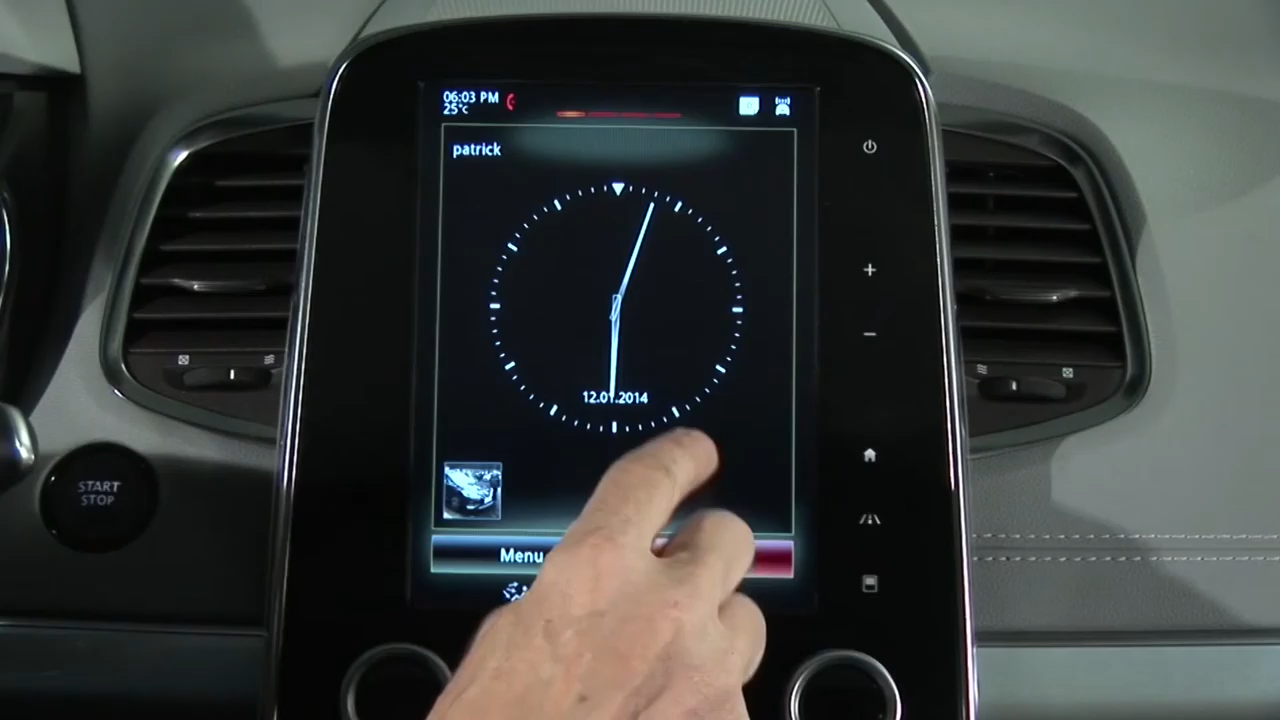 06:03 PM
25°c
patrick
12.01.2014
Menu
+
−
START
STOP